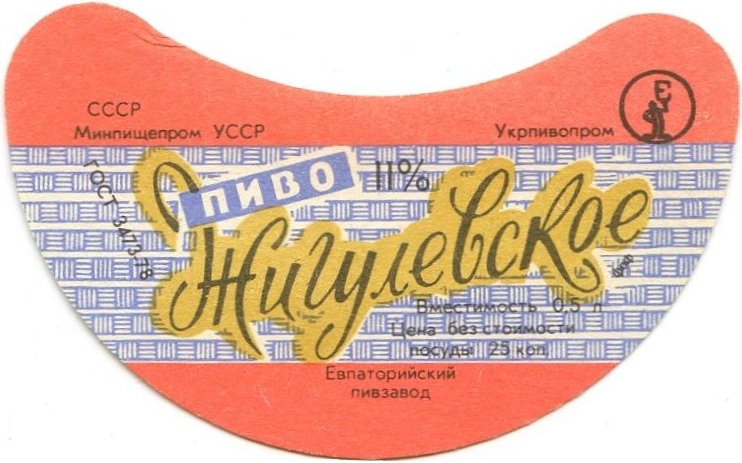 СССР
Минпищепром УССР
Укрпивопром
Е
ГОСТ 3473-78
ПИВО
11%
Жигулевское
Вместимость 0,5 л
Цена без стоимости
посуды 25 коп.
Евпаторийский
пивзавод